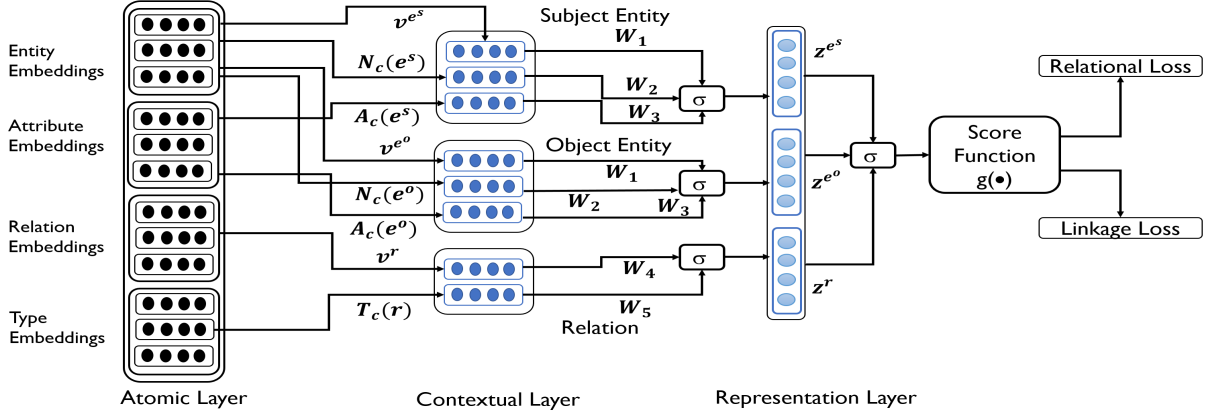 Entity
Embeddings
Attribute
Embeddings
Relation
Embeddings
Type
Embeddings
Atomic Layer
v^{e^s}
N_c(e^s)
A_c(e^s)
v^{e^o}
N_c(e^o)
A_c(e^o)
v^r
T_c(r)
Subject Entity
W_1
W_2
W_3
σ
Object Entity
W_1
W_2
W_3
σ
W_4
W_5
σ
Relation
Contextual Layer
z^{e^s}
z^{e^o}
z^r
Representation Layer
σ
Score
Function
g(•)
Relational Loss
Linkage Loss